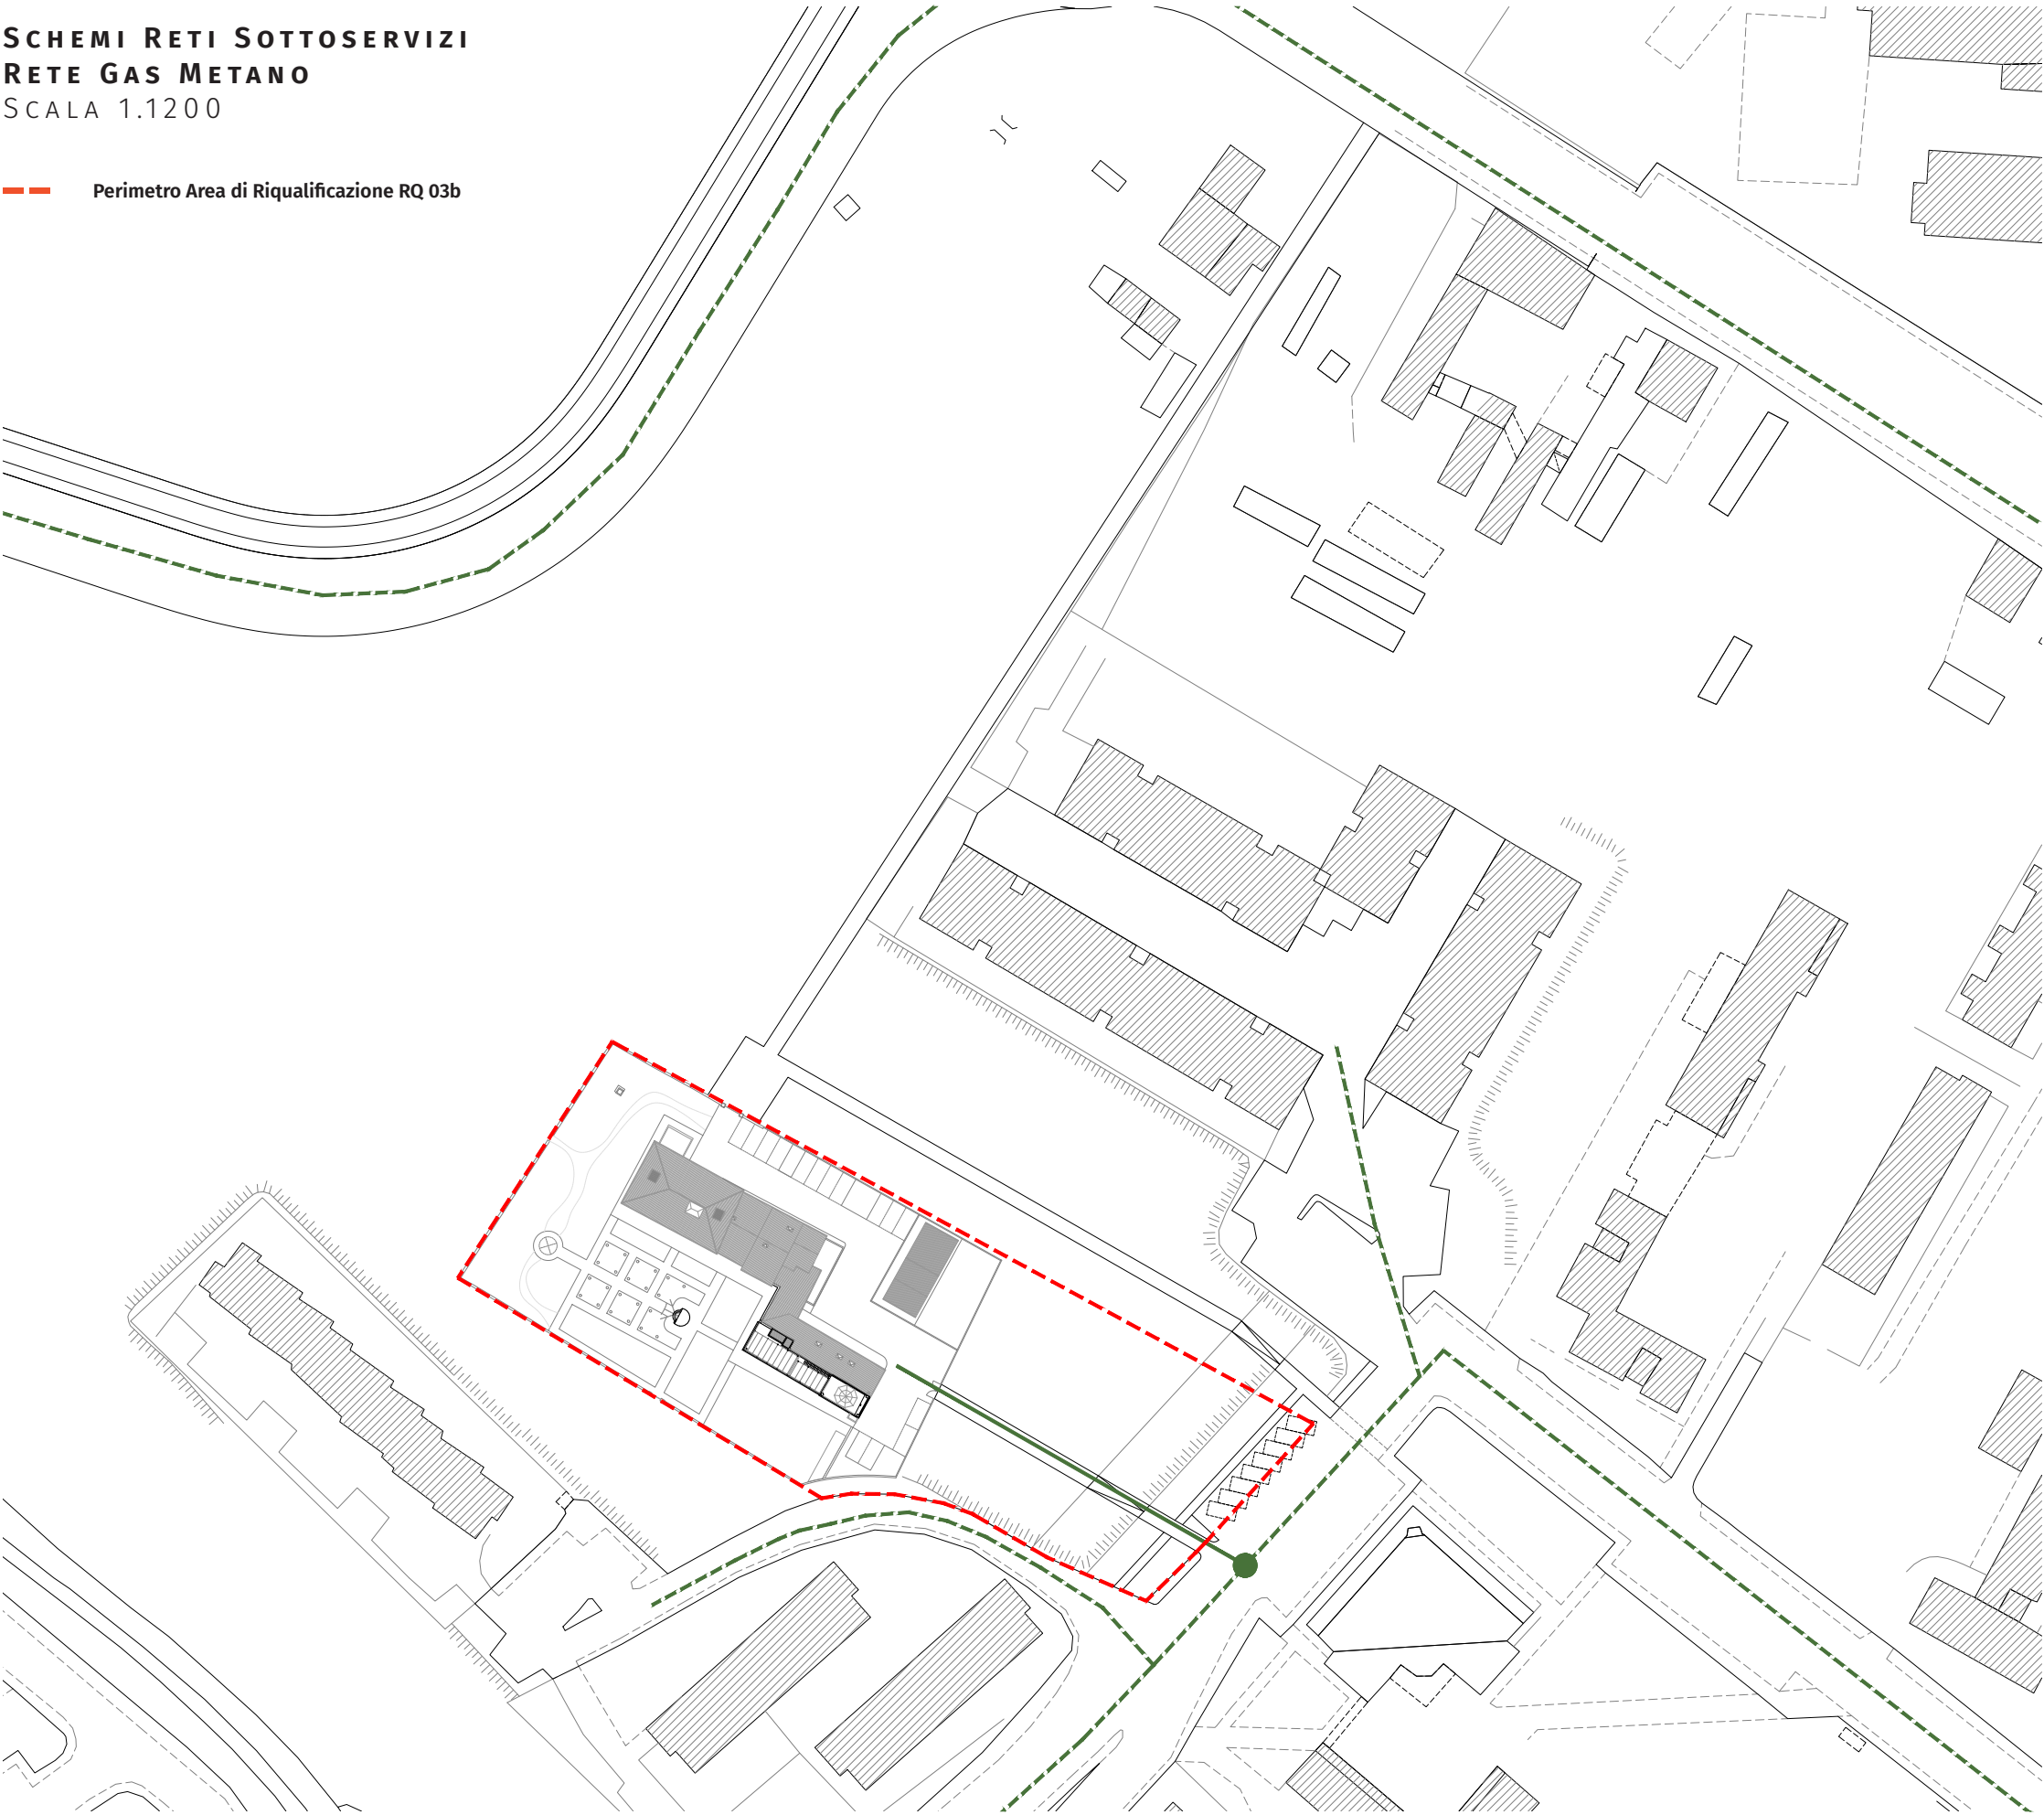 SCHEMI RETI SOTTOSERVIZI
RETE GAS METANO
SCALA 1.1200
Perimetro Area di Riqualificazione RQ 03b